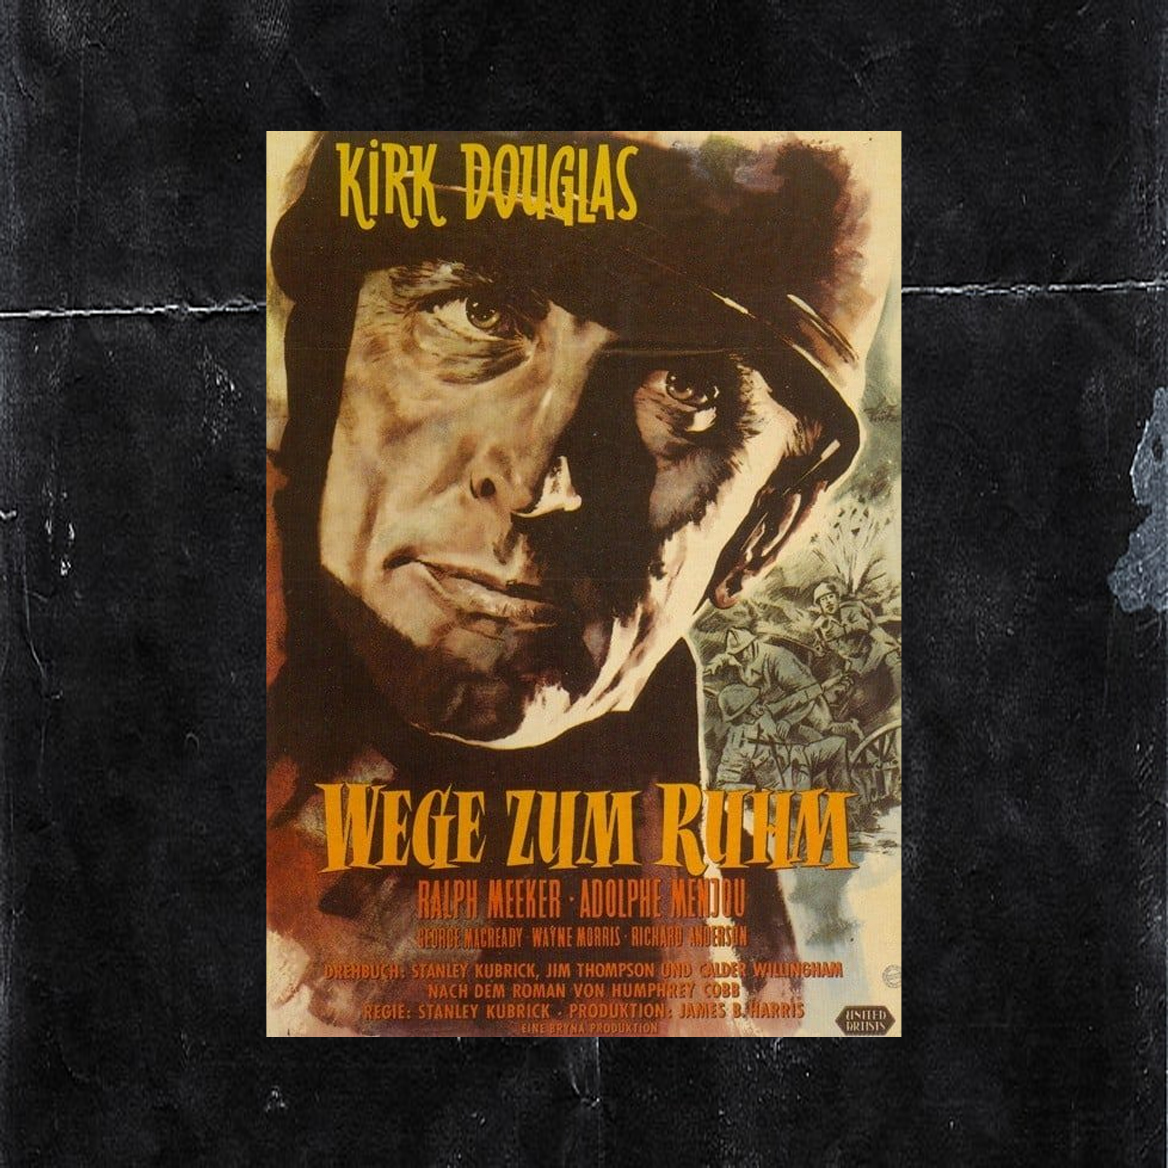 KiRK DOUGLAS
WEGE ZUM RUHM
RALPH MEEKER · ADOLPHE MENJOU
GEORGE MACREADY · WAYNE MORRIS · RICHARD ANDERSON
DREHBUCH: STANLEY KUBRICK, JIM THOMPSON UND CALDER WILLINGHAM
NACH DEM ROMAN VON HUMPHREY COBB
REGIE: STANLEY KUBRICK · PRODUKTION: JAMES B. HARRIS
EINE BRYNA PRODUKTION
UNITED
ARTISTS